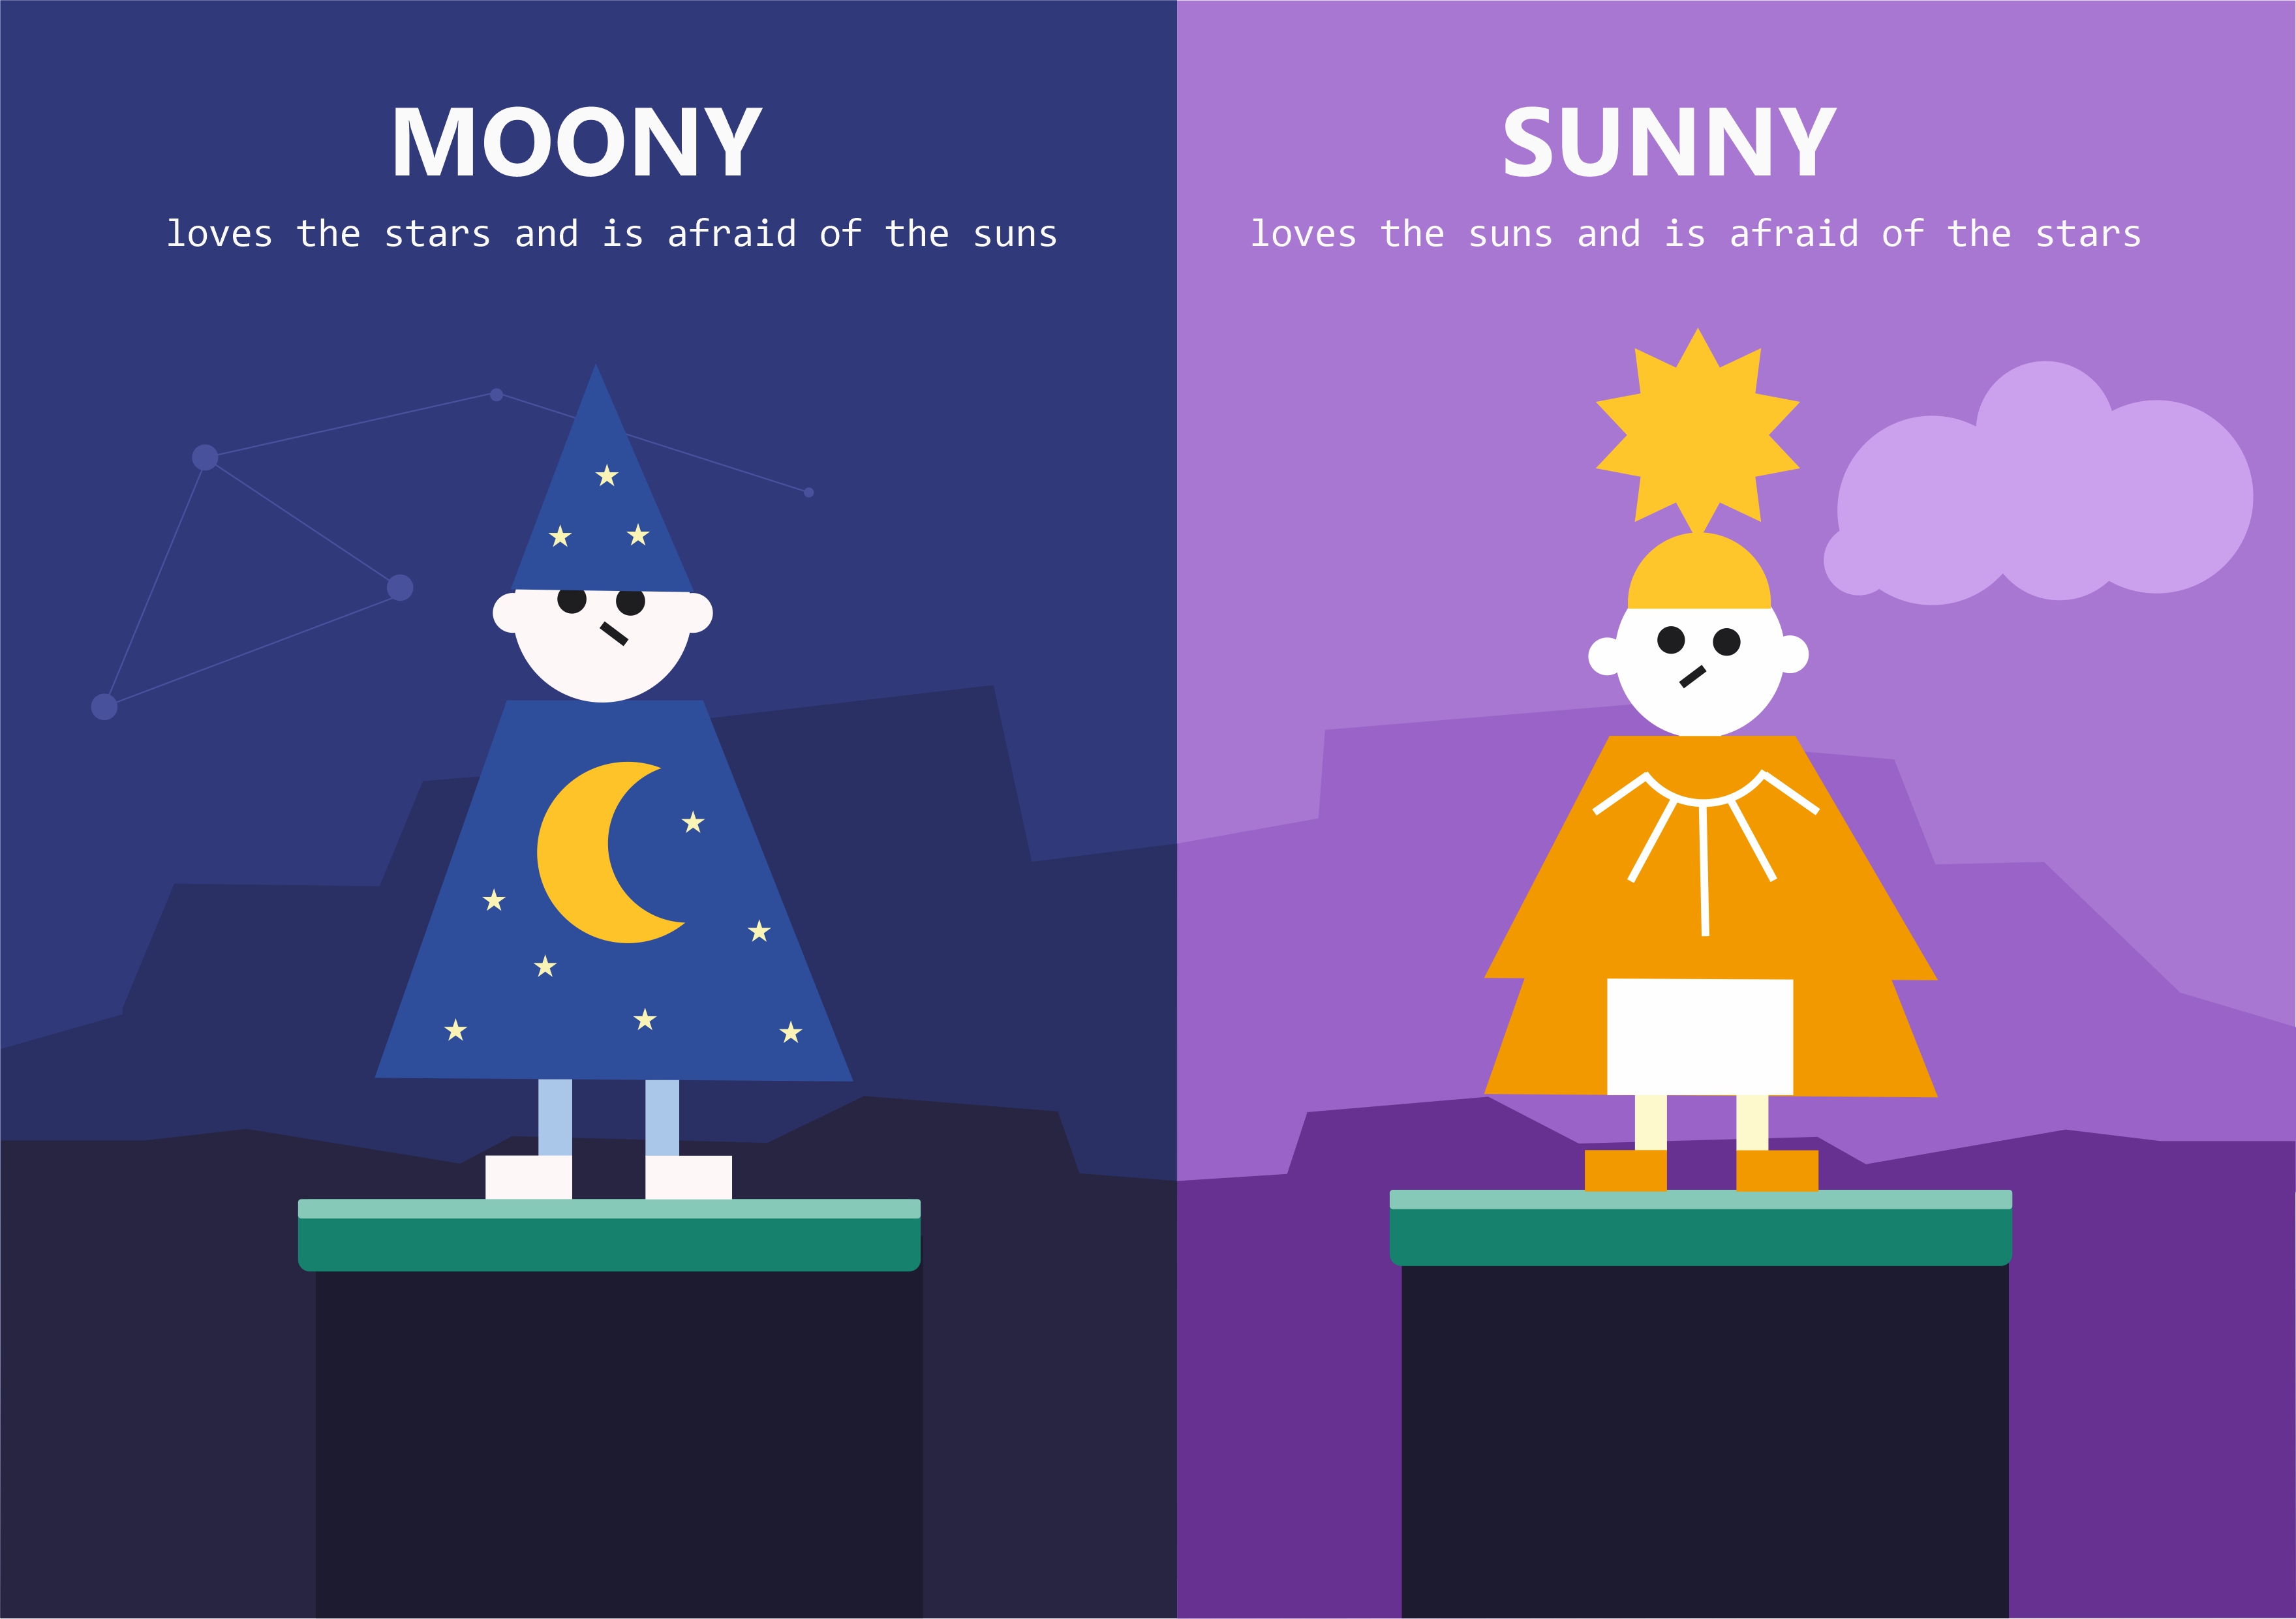 MOONY
loves the stars and is afraid of the suns
SUNNY
loves the suns and is afraid of the stars